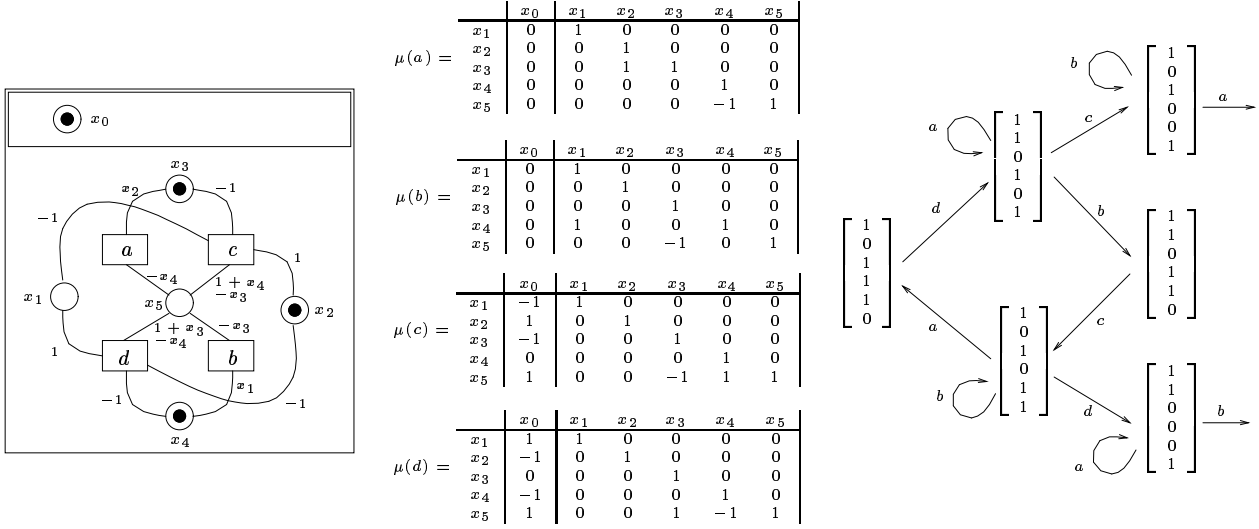 x0
x3
x2
−1
−1
a
c
1
−x4
1 + x4
−x3
x1
x5
x2
1 + x3
−x4
−x3
1
d
b
−1
x1
−1
x4
x0 x1 x2 x3 x4 x5
x1 0 1 0 0 0 0
x2 0 0 1 0 0 0
μ(a) =
x3 0 0 1 1 0 0
x4 0 0 0 0 1 0
x5 0 0 0 0 −1 1
x0 x1 x2 x3 x4 x5
x1 0 1 0 0 0 0
x2 0 0 1 0 0 0
μ(b) =
x3 0 0 0 1 0 0
x4 0 1 0 0 1 0
x5 0 0 0 −1 0 1
x0 x1 x2 x3 x4 x5
x1 −1 1 0 0 0 0
x2 1 0 1 0 0 0
μ(c) =
x3 −1 0 0 1 0 0
x4 0 0 0 0 1 0
x5 1 0 0 −1 1 1
x0 x1 x2 x3 x4 x5
x1 1 1 0 0 0 0
x2 −1 0 1 0 0 0
μ(d) =
x3 0 0 0 1 0 0
x4 −1 0 0 0 1 0
x5 1 0 0 1 −1 1
1
0
1
1
1
0
d
a
a
1
1
0
1
0
1
c
b
b
1
0
1
0
0
1
a
1
1
0
1
1
0
c
b
1
0
1
0
1
1
d
a
1
1
0
0
0
1
b